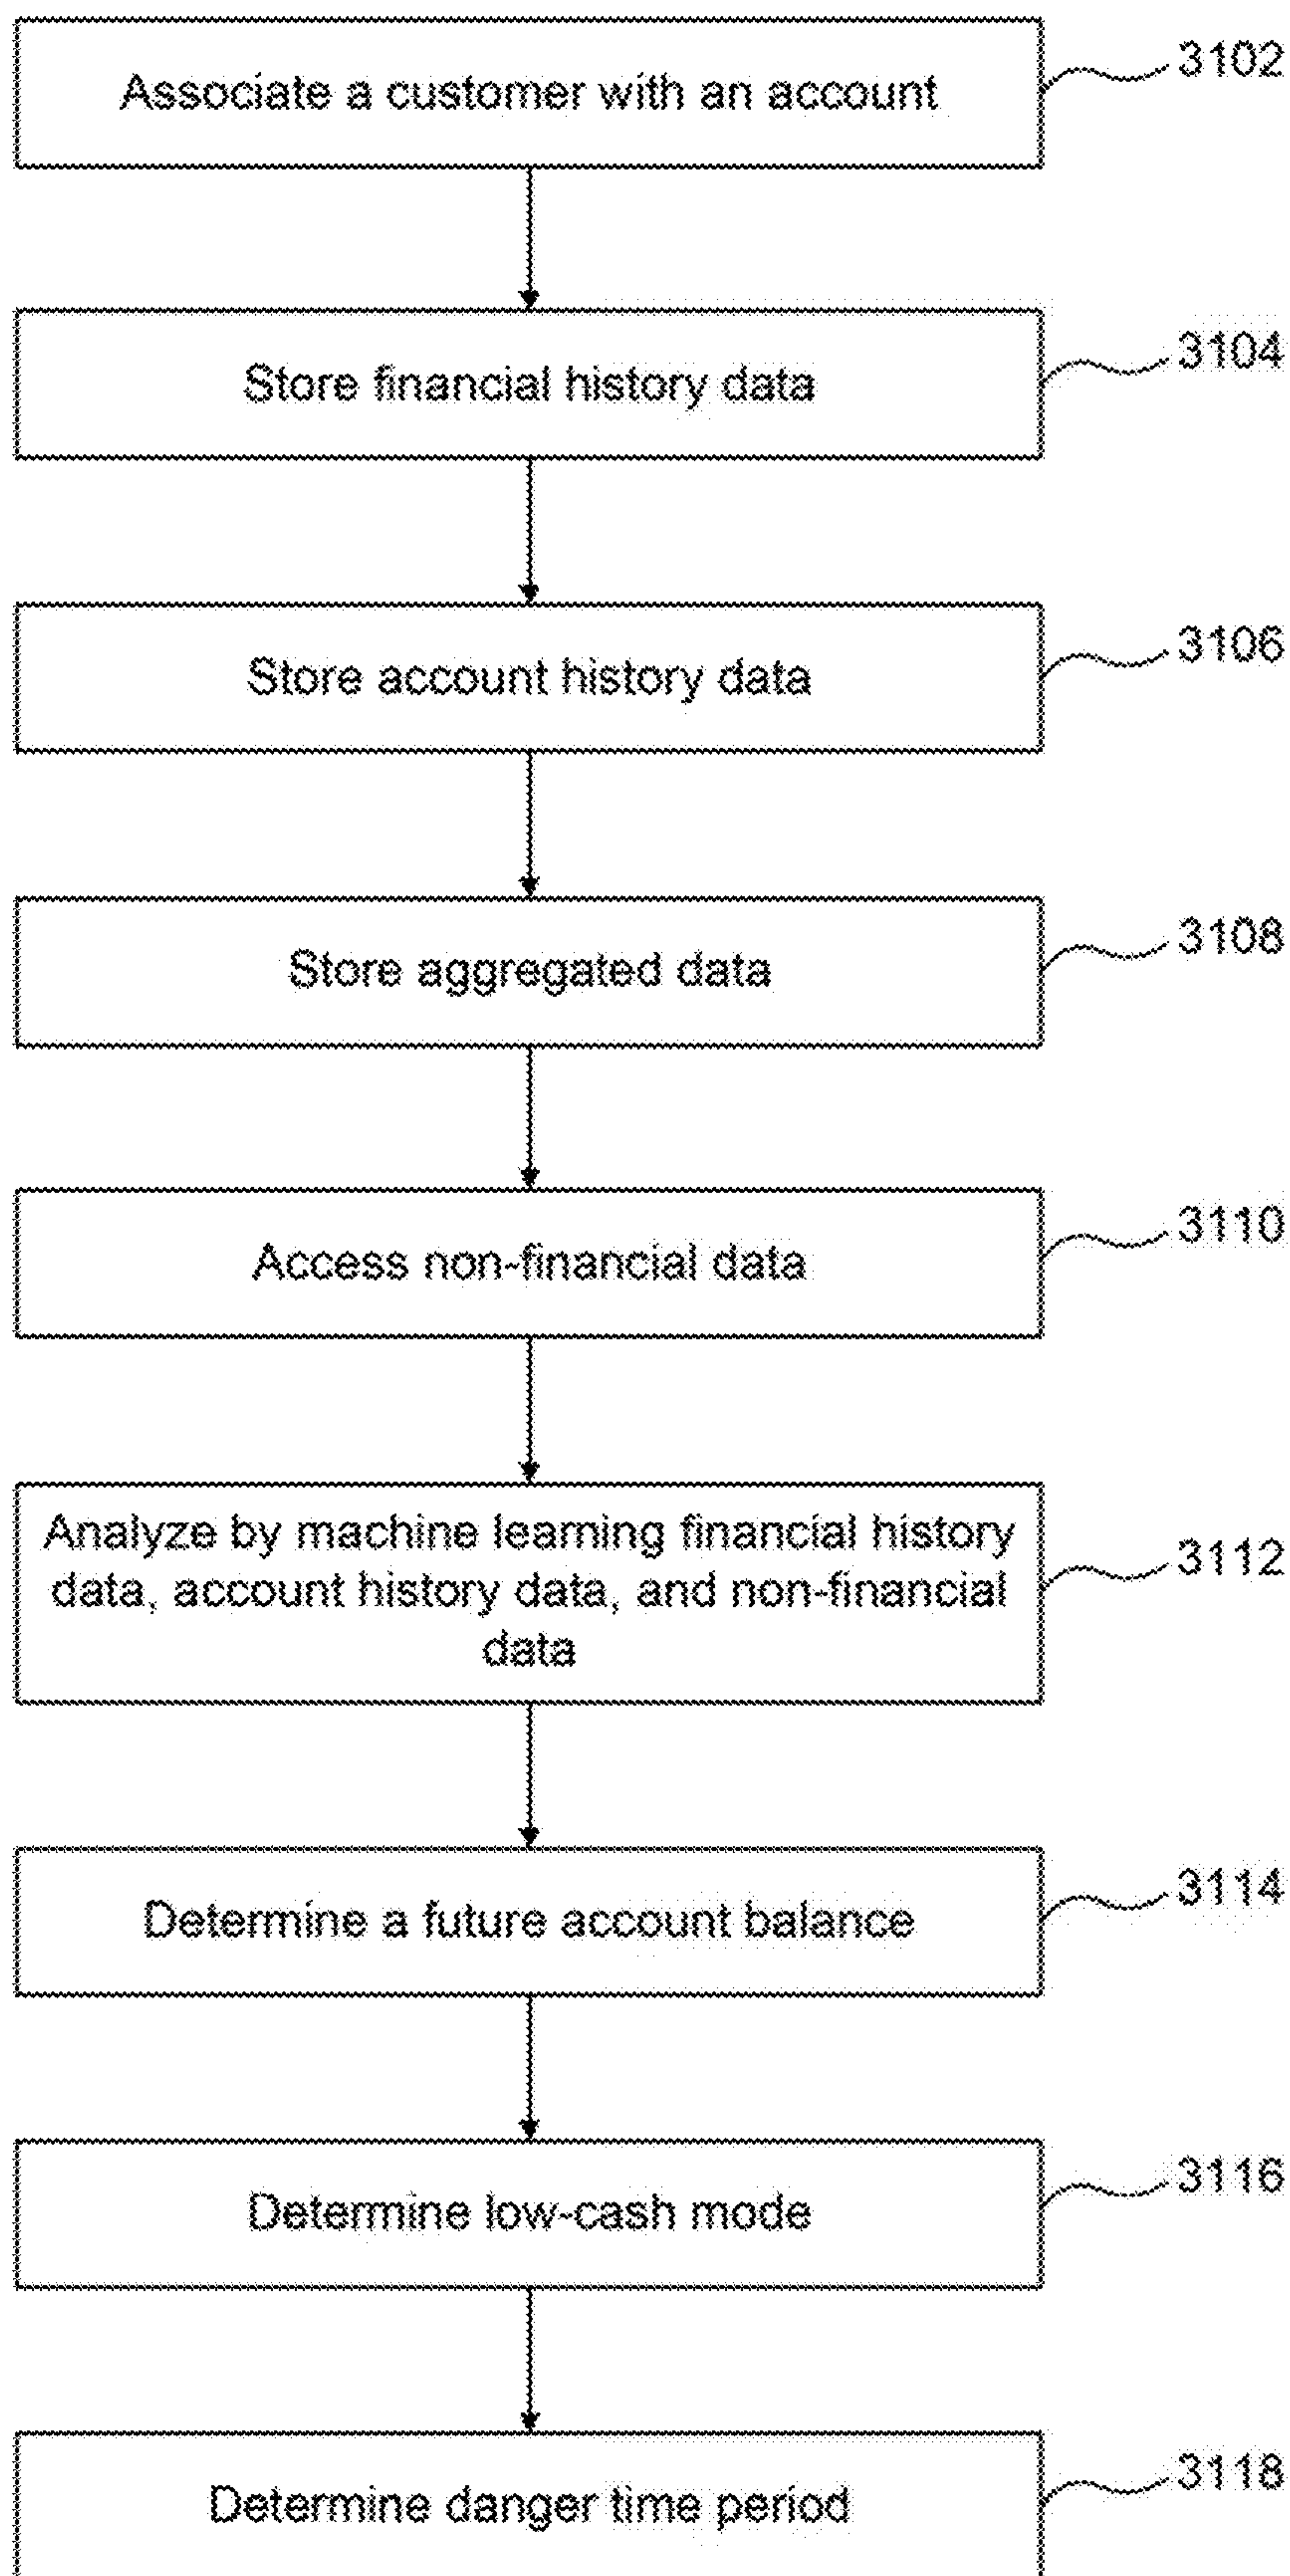 Associate a customer with an account
3102
Store financial history data
3104
Store account history data
3106
Store aggregated data
3108
Access non-financial data
3110
Analyze by machine learning financial history
data, account history data, and non-financial
data
3112
Determine a future account balance
3114
Determine low-cash mode
3116
Determine danger time period
3118